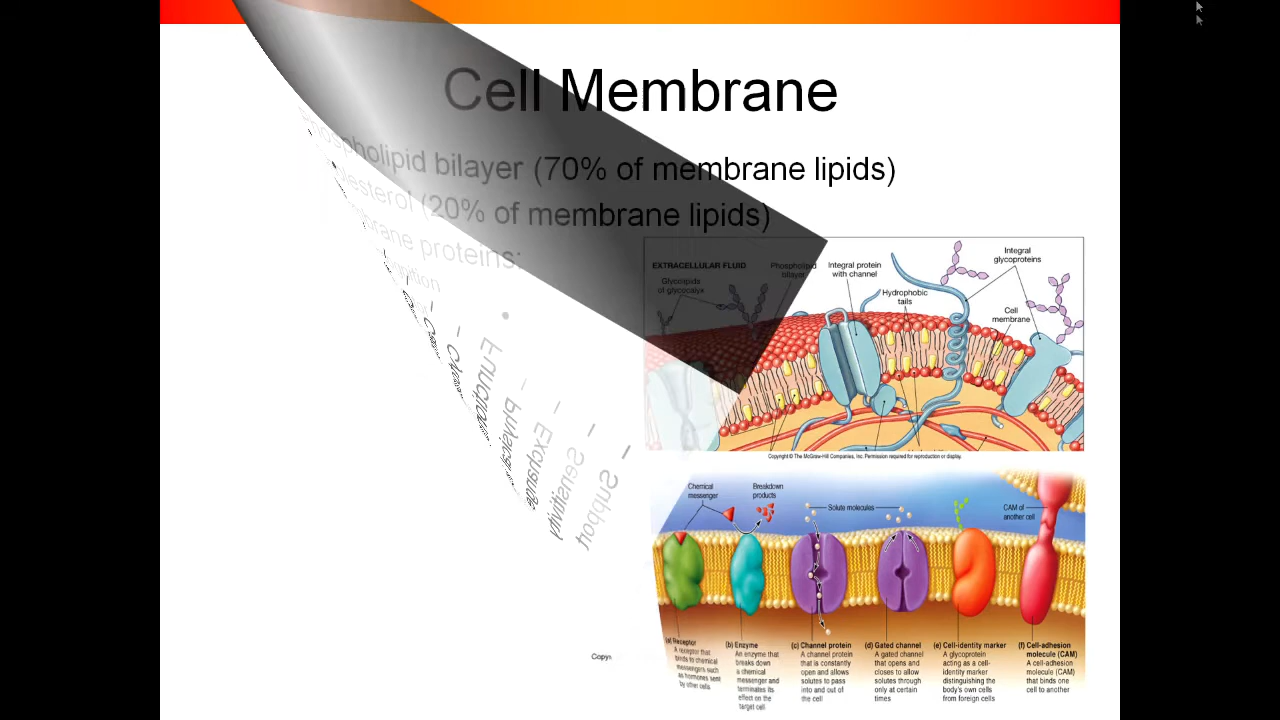 Cell Membrane
Phospholipid bilayer (70% of membrane lipids)
(20% of membrane lipids)
proteins:
• Functions
– Physical
– Exchange
– Sensitivity
– Support
EXTRACELLULAR FLUID
Phospholipid
bilayer
Integral protein
with channel
Integral
glycoproteins
Glycolipids
of glycocalyx
Hydrophobic
tails
Cell
membrane
Copyright © The McGraw-Hill Companies, Inc. Permission required for reproduction or display.
Chemical
messenger
Breakdown
products
Solute molecules
CAM of
another cell
(a) Receptor
A receptor that
binds to chemical
messengers such
as hormones sent
by other cells
(b) Enzyme
An enzyme that
breaks down
a chemical
messenger and
terminates its
effect on the
target cell
(c) Channel protein
A channel protein
that is constantly
open and allows
solutes to pass
into and out of
the cell
(d) Gated channel
A gated channel
that opens and
closes to allow
solutes through
only at certain
times
(e) Cell-identity marker
A glycoprotein
acting as a cell-
identity marker
distinguishing the
body's own cells
from foreign cells
(f) Cell-adhesion
molecule (CAM)
A cell-adhesion
molecule (CAM)
that binds one
cell to another